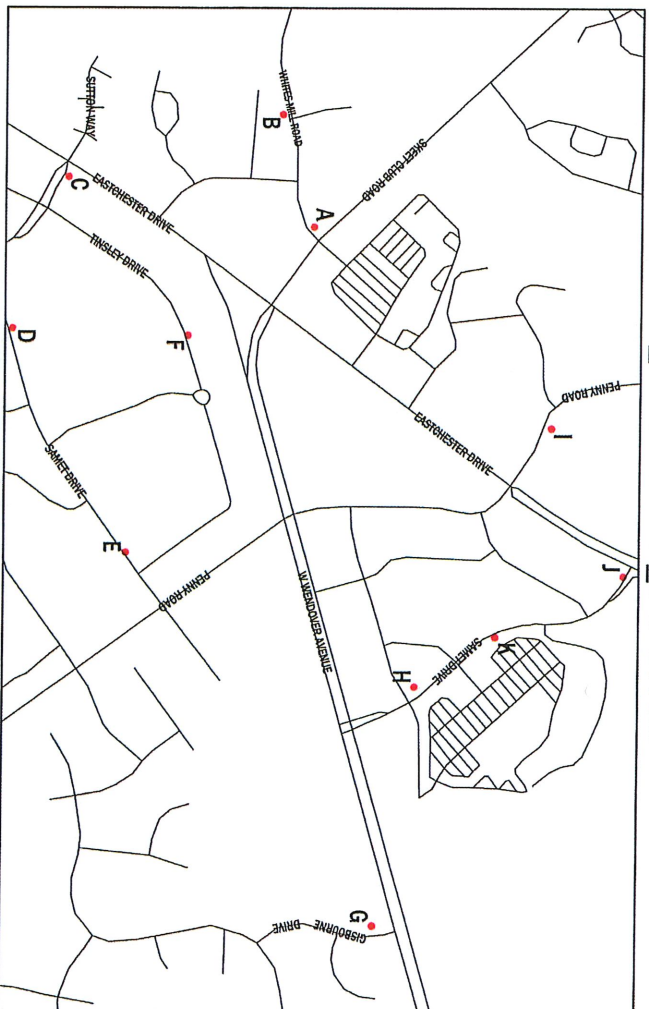 SUTTON WAY
WHITES MILL ROAD
B
SKEET CLUB ROAD
C
EASTCHESTER DRIVE
A
TINSLEY DRIVE
D
F
PENNY ROAD
I
EASTCHESTER DRIVE
SAMET DRIVE
E
PENNY ROAD
W WENDOVER AVENUE
J
K
SAMET DRIVE
H
G
GISBOURNE DRIVE